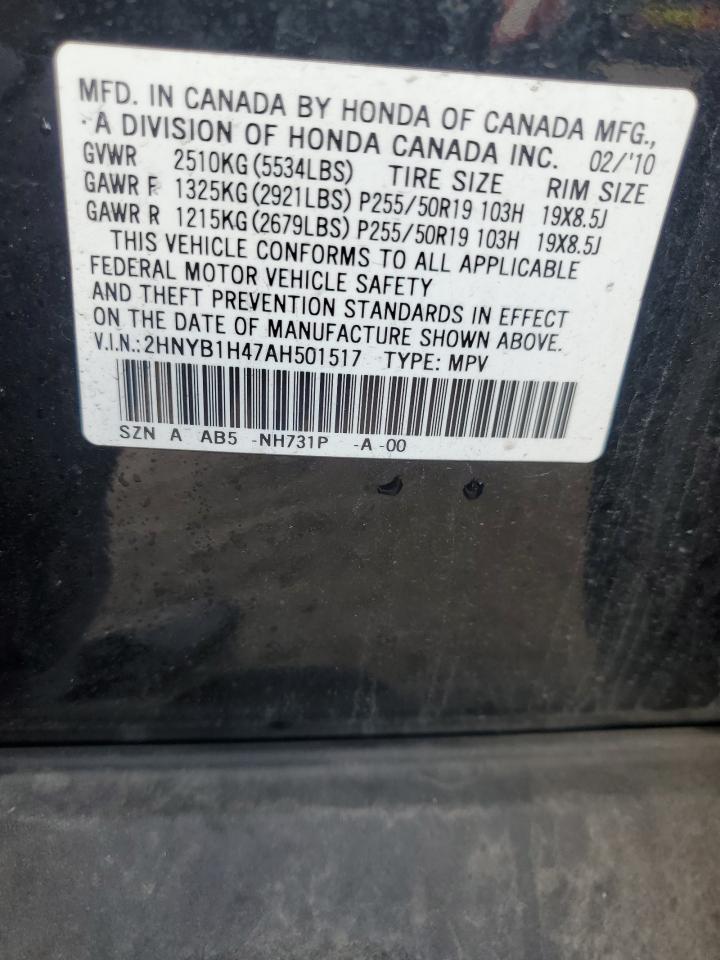 MFD. IN CANADA BY HONDA OF CANADA MFG.,
A DIVISION OF HONDA CANADA INC. 02/'10
GVWR 2510KG(5534LBS) TIRE SIZE RIM SIZE
GAWR F 1325KG(2921LBS) P255/50R19 103H 19X8.5J
GAWR R 1215KG(2679LBS) P255/50R19 103H 19X8.5J
THIS VEHICLE CONFORMS TO ALL APPLICABLE
FEDERAL MOTOR VEHICLE SAFETY
AND THEFT PREVENTION STANDARDS IN EFFECT
ON THE DATE OF MANUFACTURE SHOWN ABOVE.
V.I.N.:2HNYB1H47AH501517 TYPE: MPV
SZN A AB5 -NH731P -A -00